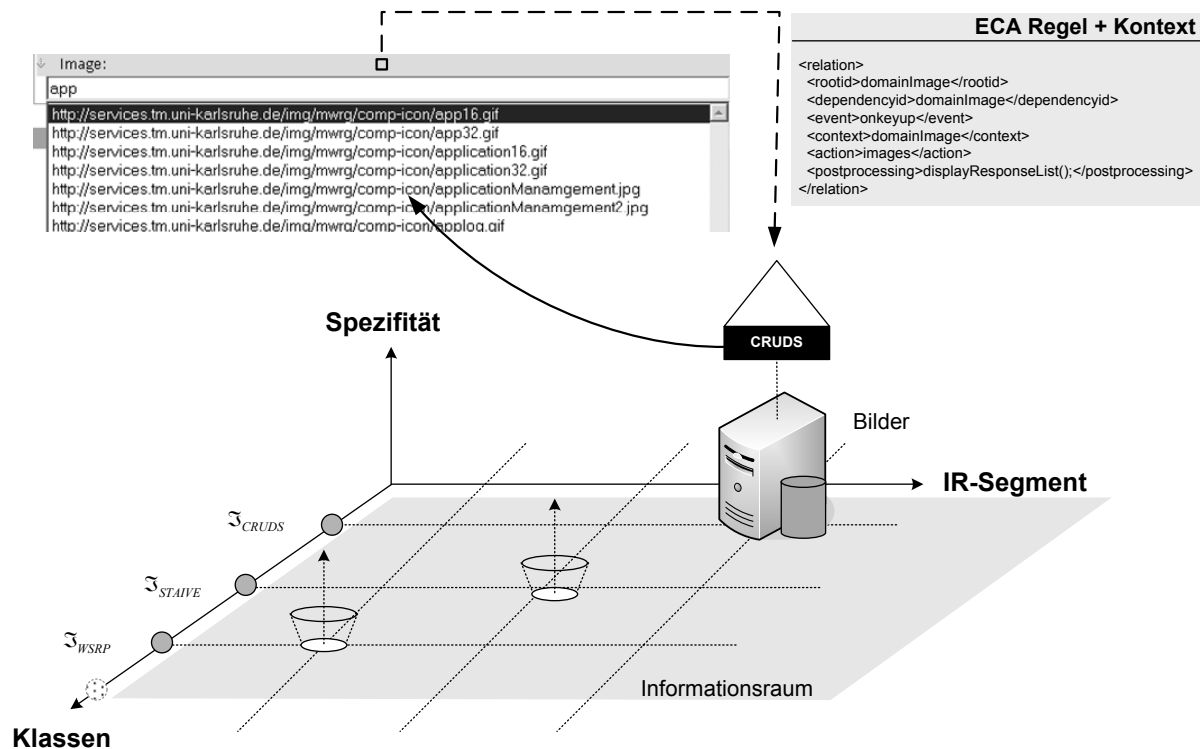 ECA Regel + Kontext
<relation>
<rootid>domainImage</rootid>
<dependencyid>domainImage</dependencyid>
<event>onkeyup</event>
<context>domainImage</context>
<action>images</action>
<postprocessing>displayResponseList();</postprocessing>
</relation>
Image:
app
http://services.tm.uni-karlsruhe.de/img/mwrg/comp-icon/app16.gif
http://services.tm.uni-karlsruhe.de/img/mwrg/comp-icon/app32.gif
http://services.tm.uni-karlsruhe.de/img/mwrg/comp-icon/application16.gif
http://services.tm.uni-karlsruhe.de/img/mwrg/comp-icon/application32.gif
http://services.tm.uni-karlsruhe.de/img/mwrg/comp-icon/applicationManamgement.jpg
http://services.tm.uni-karlsruhe.de/img/mwrg/comp-icon/applicationManamgement2.jpg
http://services.tm.uni-karlsruhe.de/img/mwrg/comp-icon/applog.gif
Spezifität
CRUDS
Bilder
IR-Segment
ℑCRUDS
ℑSTAIVE
ℑWSRP
Informationsraum
Klassen